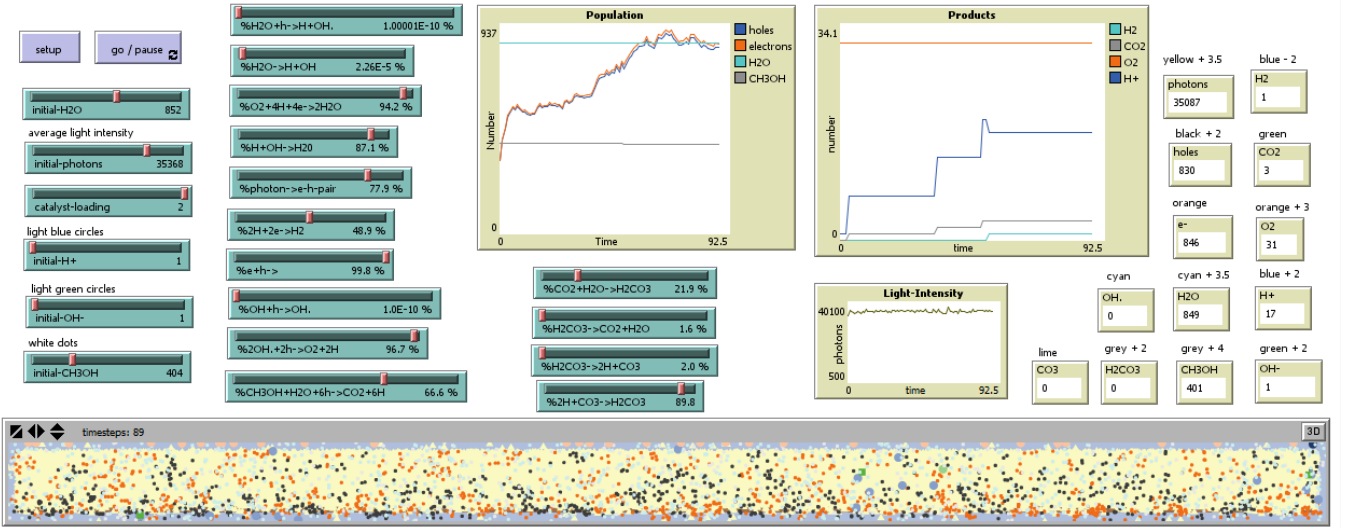 setup
go / pause
initial-H2O 852
average light intensity
initial-photons 35368
catalyst-loading 2
light blue circles
initial-H+ 1
light green circles
initial-OH- 1
white dots
initial-CH3OH 404
%H2O+h->H+OH. 1.00001E-10 %
%H2O->H+OH 2.26E-5 %
%O2+4H+4e->2H2O 94.2 %
%H+OH->H20 87.1 %
%photon->e-h-pair 77.9 %
%2H+2e->H2 48.9 %
%e+h-> 99.8 %
%OH+h->OH. 1.0E-10 %
%2OH.+2h->O2+2H 96.7 %
%CH3OH+H2O+6h->CO2+6H 66.6 %
Population
937
Number
0
0
Time
92.5
holes
electrons
H2O
CH3OH
%CO2+H2O->H2CO3 21.9 %
%H2CO3->CO2+H2O 1.6 %
%H2CO3->2H+CO3 2.0 %
%2H+CO3->H2CO3 89.8
Products
34.1
number
0
0
time
92.5
H2
CO2
O2
H+
Light-Intensity
40100
photons
500
0
time
92.5
yellow + 3.5
photons
35087
blue - 2
H2
1
black + 2
holes
830
green
CO2
3
orange
e-
846
orange + 3
O2
31
cyan
OH.
0
cyan + 3.5
H2O
849
blue + 2
H+
17
lime
CO3
0
grey + 2
H2CO3
0
grey + 4
CH3OH
401
green + 2
OH-
1
timesteps: 89
3D